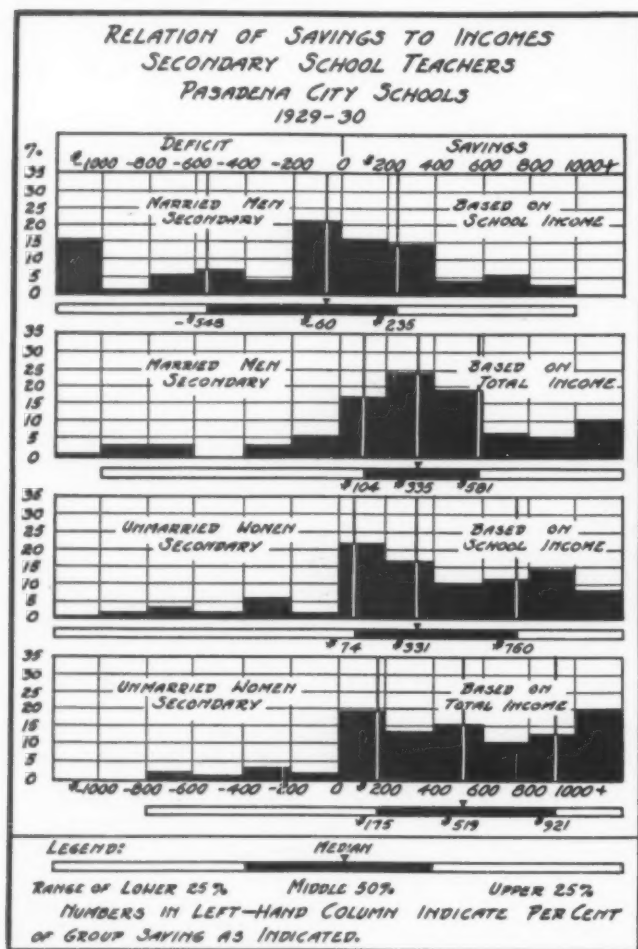 RELATION OF SAVINGS TO INCOMES
SECONDARY SCHOOL TEACHERS
PASADENA CITY SCHOOLS
1929-30
DEFICIT SAVINGS
% $-1000 -800 -600 -400 -200 0 $200 400 600 800 1000+
35
30
25
20
15
10
5
0
MARRIED MEN
SECONDARY
BASED ON
SCHOOL INCOME
-$548 $-60 $235
35
30
25
20
15
10
5
0
MARRIED MEN
SECONDARY
BASED ON
TOTAL INCOME
$104 $335 $581
35
30
25
20
15
10
5
0
UNMARRIED WOMEN
SECONDARY
BASED ON
SCHOOL INCOME
$74 $331 $760
35
30
25
20
15
10
5
0
UNMARRIED WOMEN
SECONDARY
BASED ON
TOTAL INCOME
$-1000 -800 -600 -400 -200 0 $200 400 600 800 1000+
$175 $519 $921
LEGEND: MEDIAN
RANGE OF LOWER 25% MIDDLE 50% UPPER 25%
NUMBERS IN LEFT-HAND COLUMN INDICATE PER CENT
OF GROUP SAVING AS INDICATED.